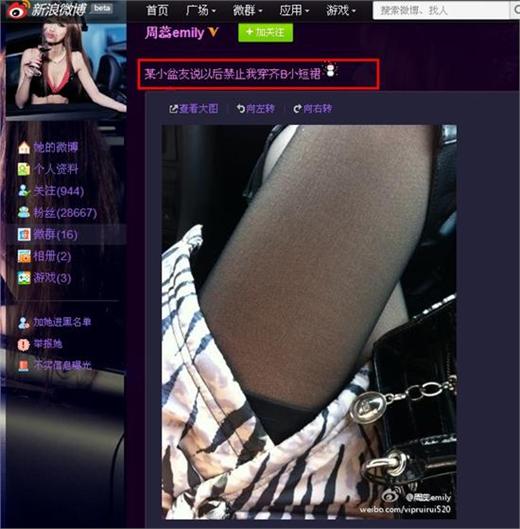 新浪微博 beta
首页 广场 微群 应用 游戏 搜索微博、找人
周蕊emily
+加关注
某小盆友说以后禁止我穿齐B小短裙
查看大图 向左转 向右转
她的微博
个人资料
关注(944)
粉丝(28667)
微群(16)
相册(2)
游戏(3)
加她进黑名单
举报她
不实信息曝光
@周蕊emily
weibo.com/vipruirui520